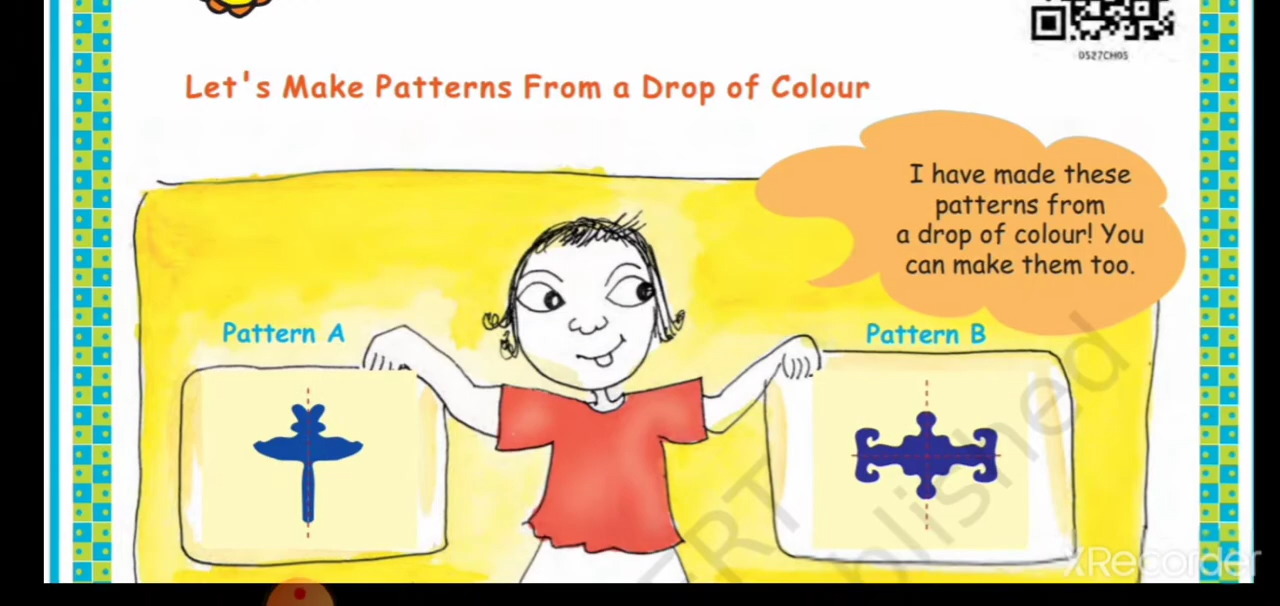 0527CH05
Let's Make Patterns From a Drop of Colour
I have made these
patterns from
a drop of colour! You
can make them too.
Pattern A
Pattern B
XRecorder